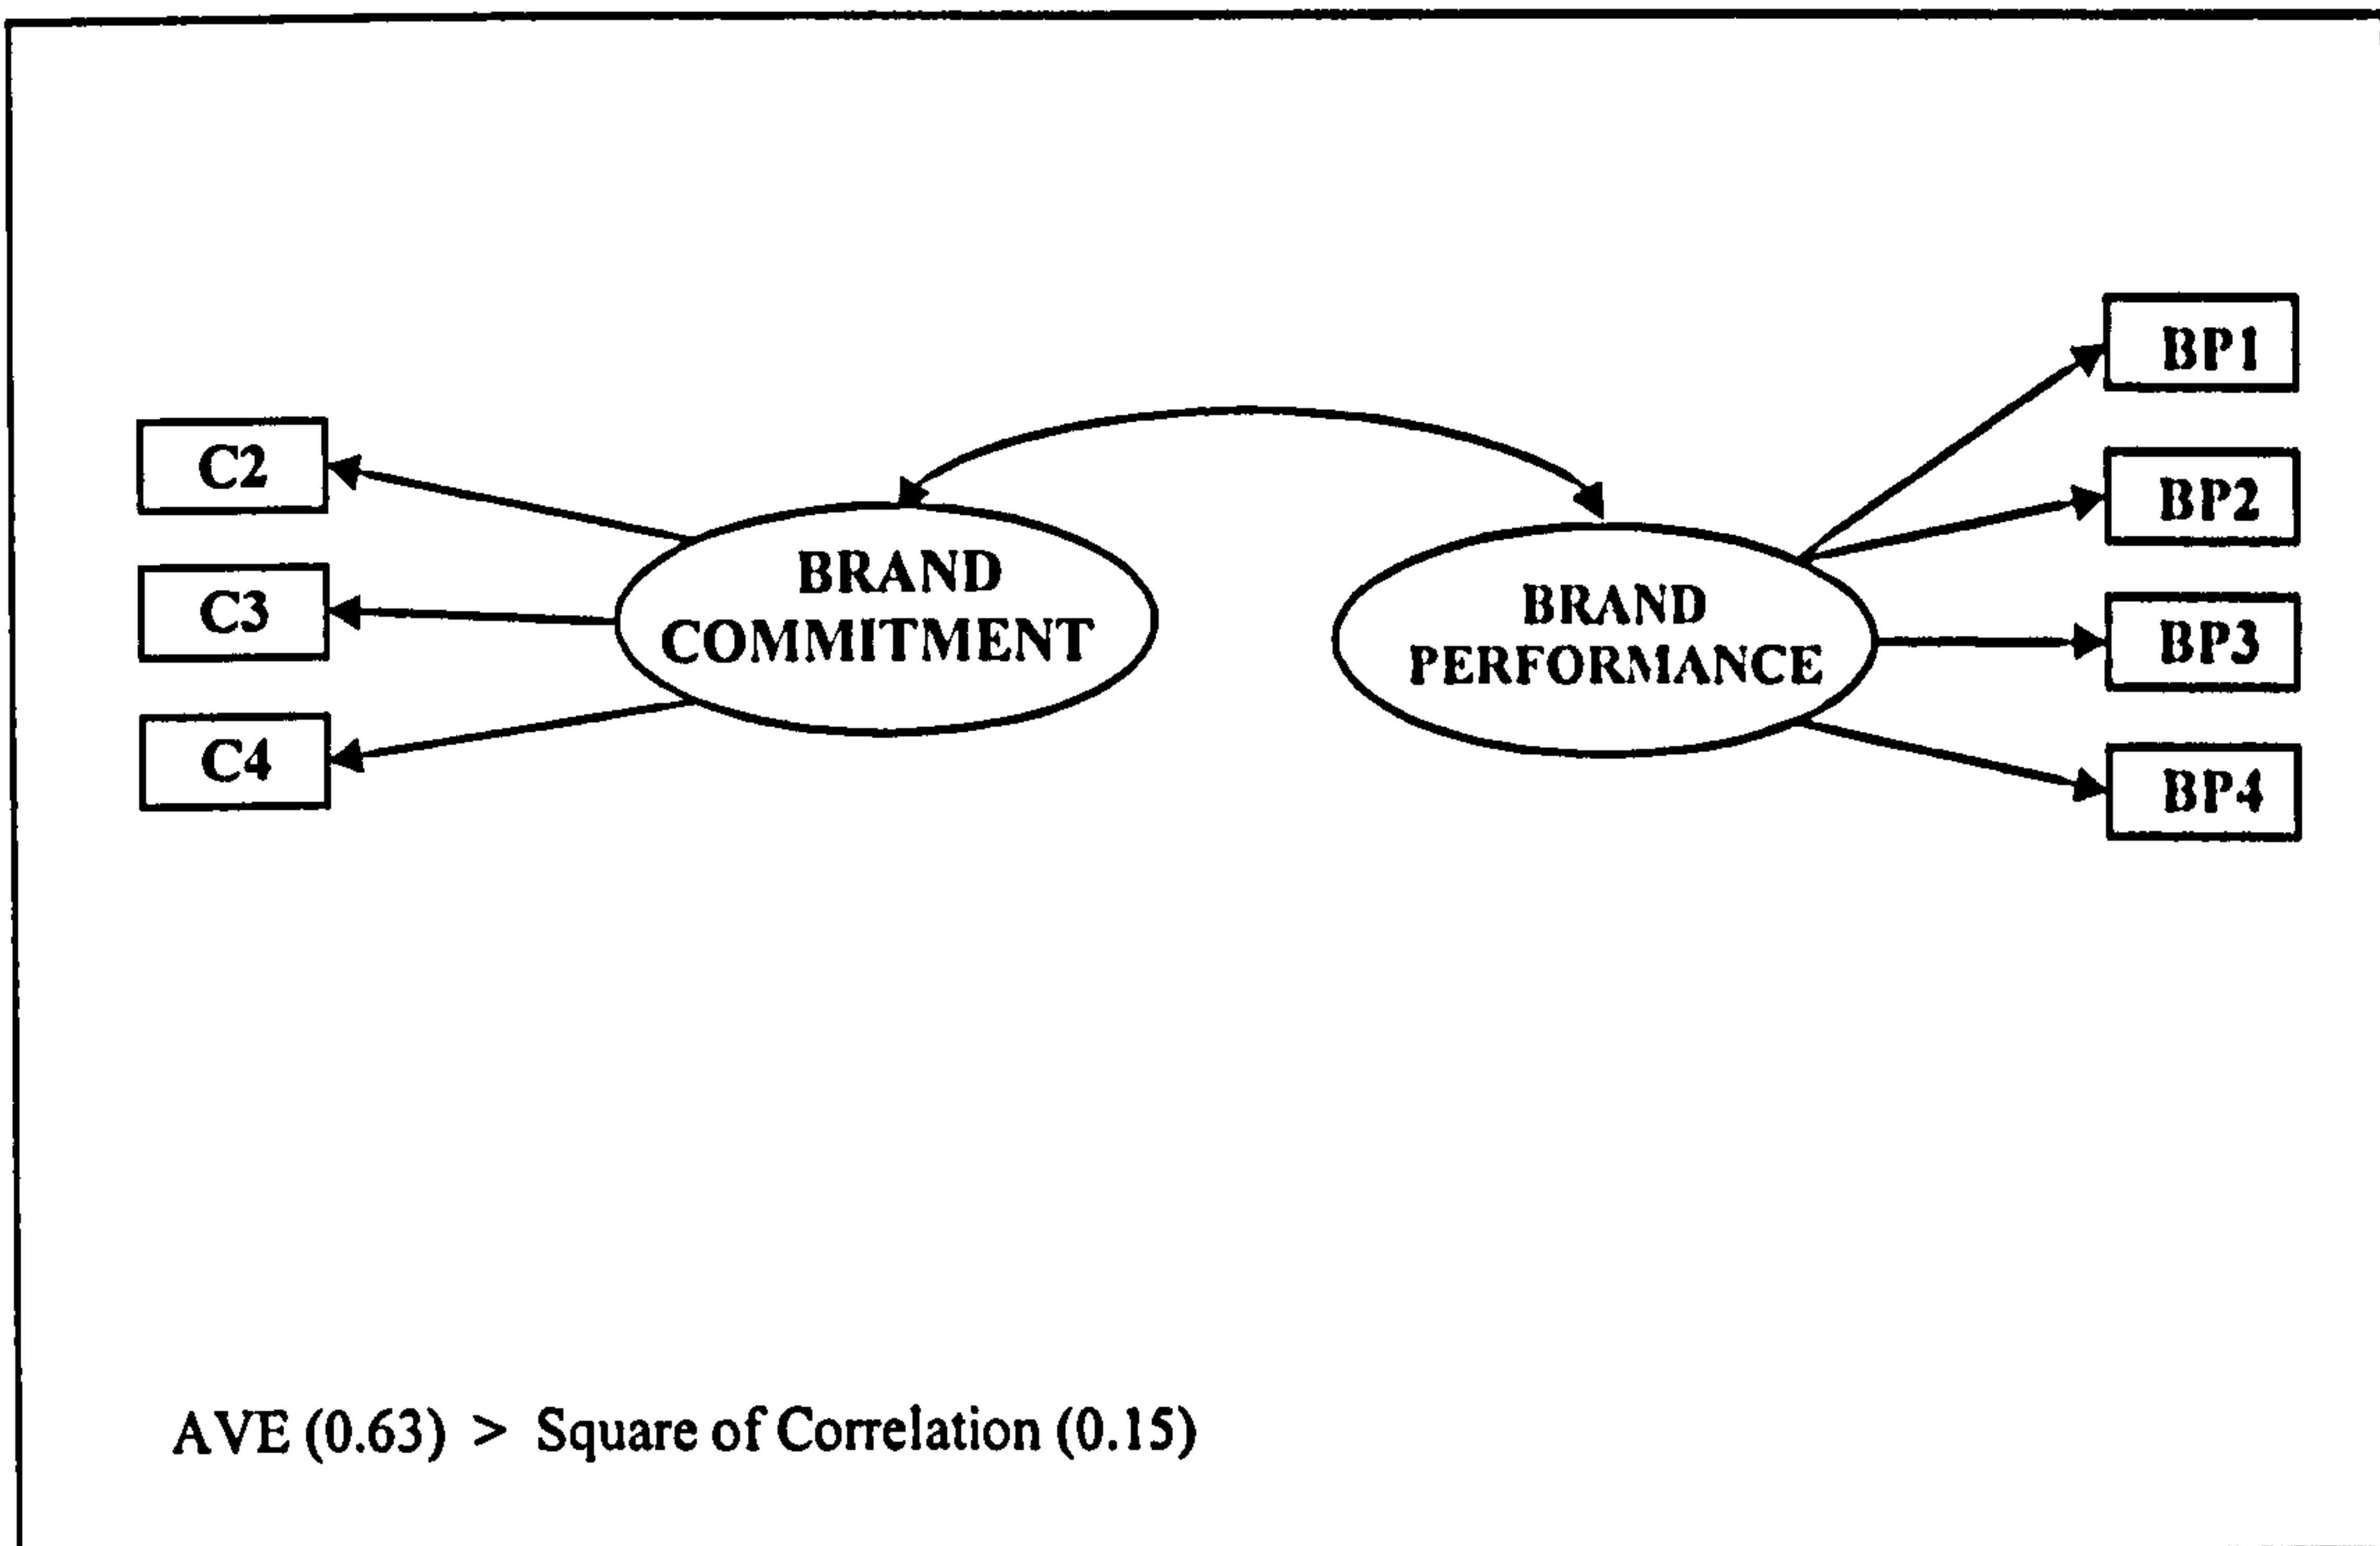 C2
C3
C4
BRAND
COMMITMENT
BRAND
PERFORMANCE
BP1
BP2
BP3
BP4
AVE (0.63) > Square of Correlation (0.15)